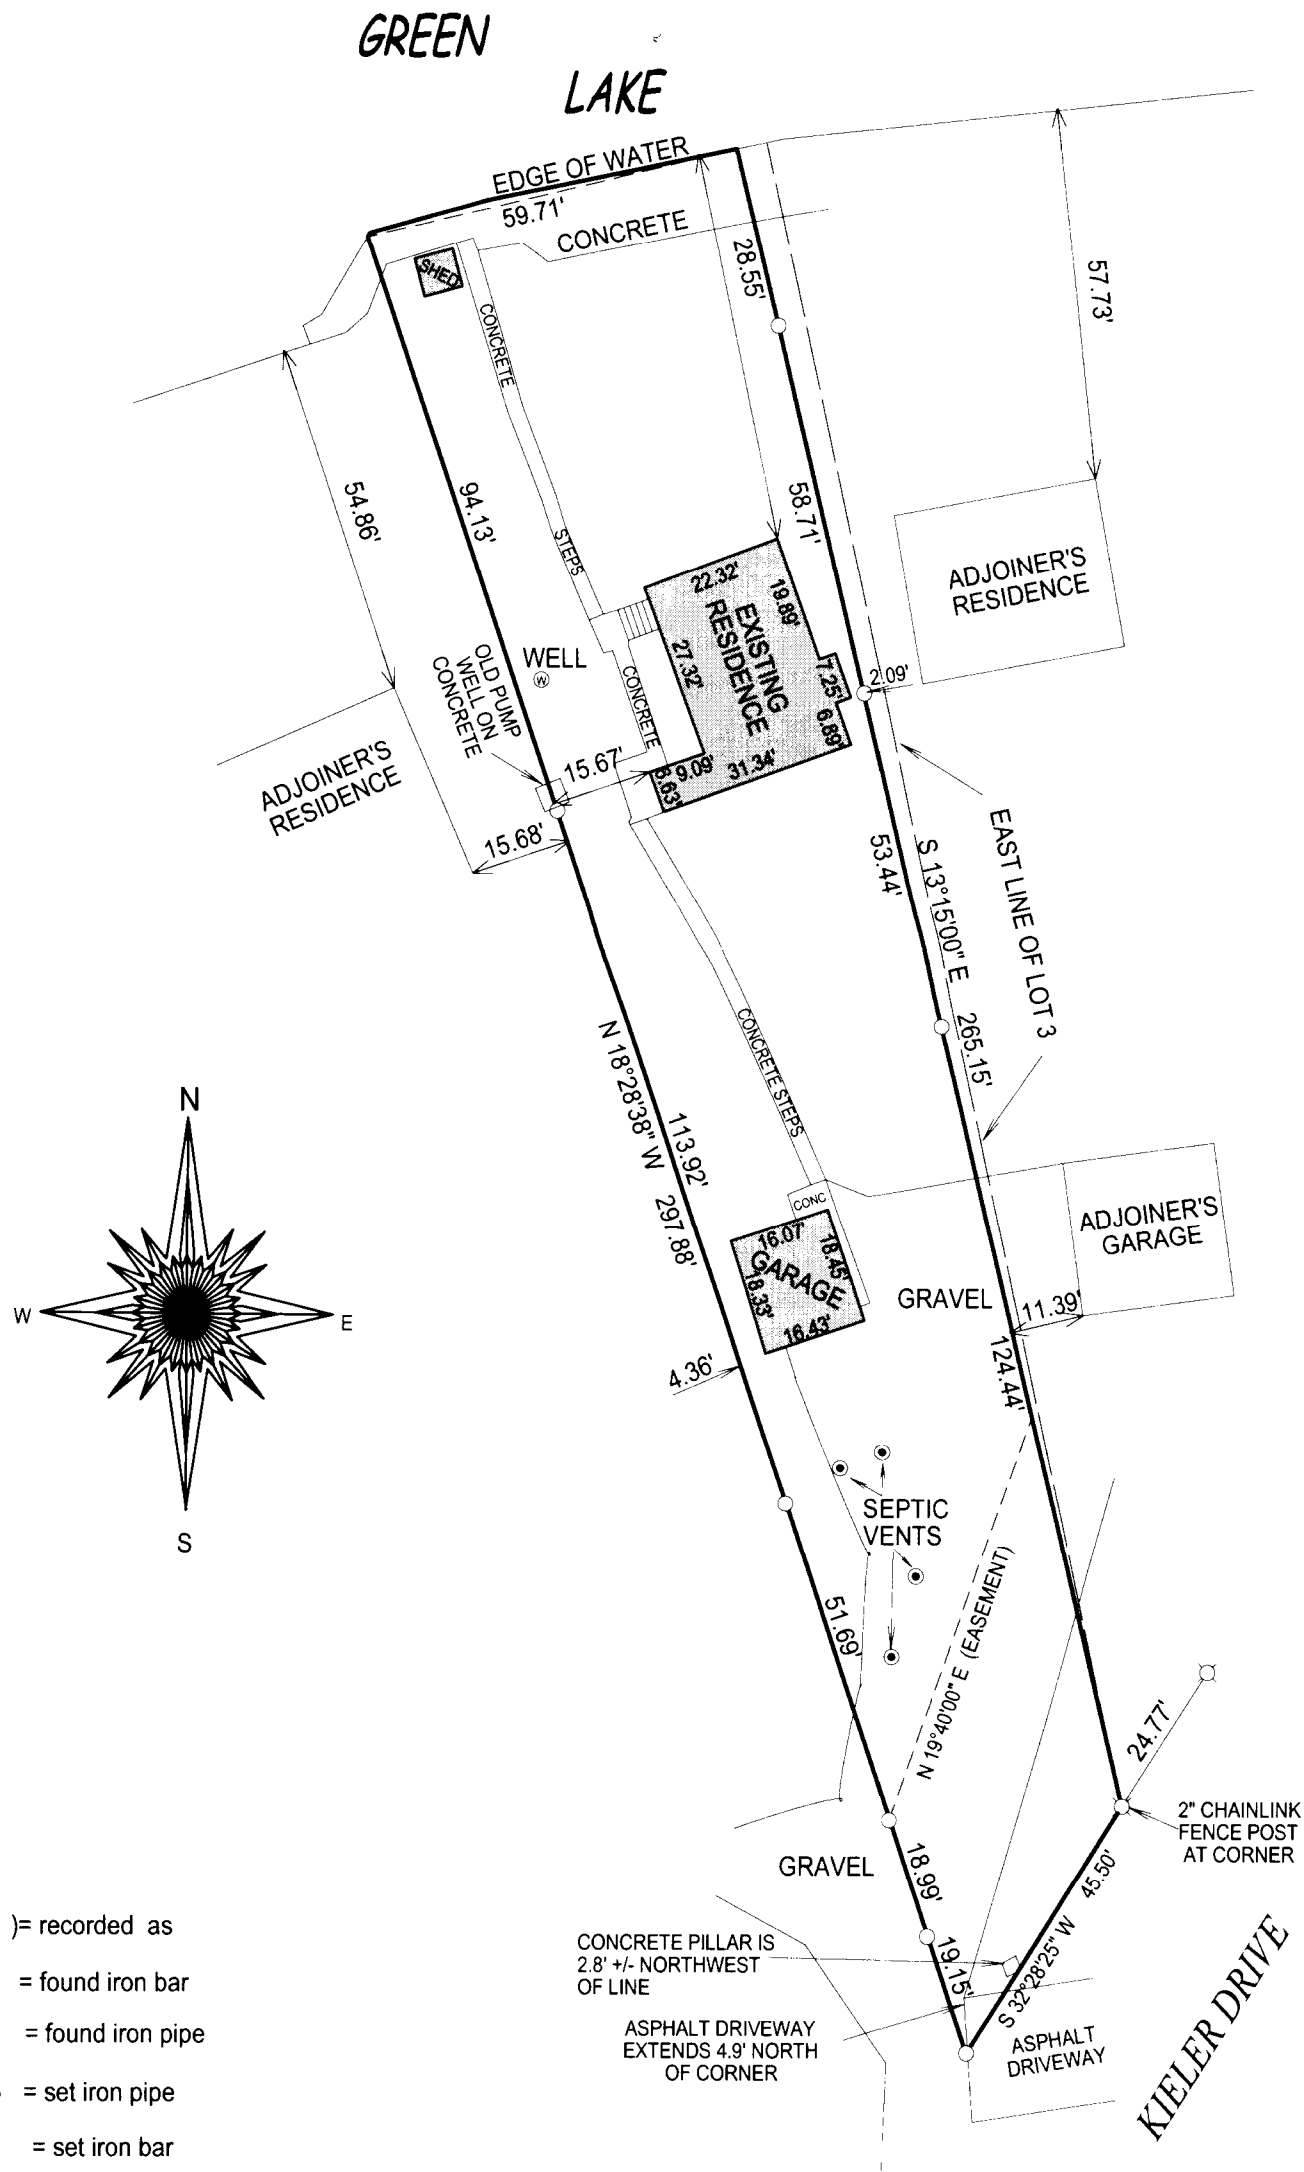 GREEN
LAKE
EDGE OF WATER
59.71'
CONCRETE
28.55'
57.73'
SHED
CONCRETE
54.86'
94.13'
58.71'
STEPS
ADJOINER'S
RESIDENCE
22.32'
19.89'
EXISTING
RESIDENCE
27.32'
7.25'
6.89'
2.09'
WELL
W
OLD PUMP
WELL ON
CONCRETE
CONCRETE
15.67'
9.09'
31.34'
6.63'
ADJOINER'S
RESIDENCE
15.68'
53.44'
S 13°15'00" E 265.15'
EAST LINE OF LOT 3
N 18°28'38" W 297.88'
113.92'
CONCRETE STEPS
N
W
E
S
CONC
16.07'
18.45'
GARAGE
18.33'
16.43'
ADJOINER'S
GARAGE
GRAVEL
11.39'
4.36'
124.44'
SEPTIC
VENTS
51.69'
N 19°40'00" E (EASEMENT)
24.77'
2" CHAINLINK
FENCE POST
AT CORNER
GRAVEL
18.99'
45.50'
S 32°28'25" W
CONCRETE PILLAR IS
2.8' +/- NORTHWEST
OF LINE
19.15'
ASPHALT DRIVEWAY
EXTENDS 4.9' NORTH
OF CORNER
ASPHALT
DRIVEWAY
KIELER DRIVE
)= recorded as
= found iron bar
= found iron pipe
= set iron pipe
= set iron bar